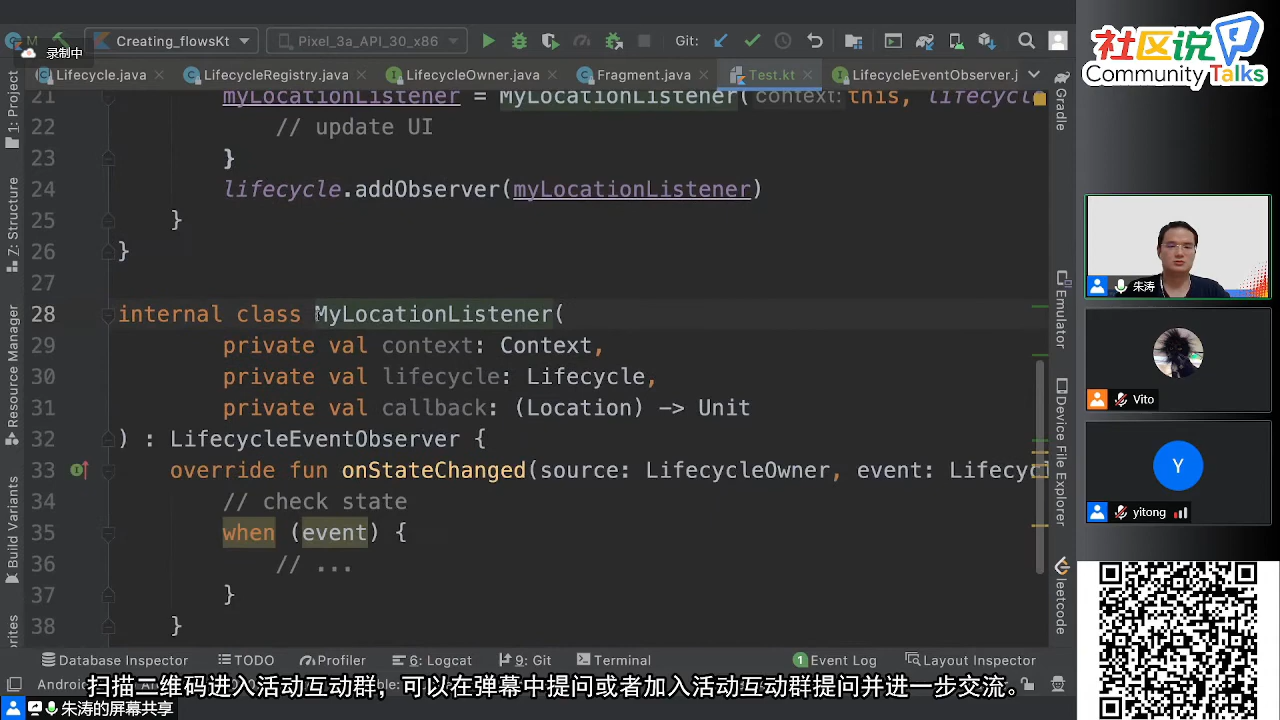 录制中
Creating_flowsKt
Pixel_3a_API_30
Git:
Lifecycle.java
LifecycleRegistry.java
LifecycleOwner.java
Fragment.java
Test.kt
LifecycleEventObserver.j
21 myLocationListener = MyLocationListener( context: this, lifecycle
22 // update UI
23 }
24 lifecycle.addObserver(myLocationListener)
25 }
26 }
27
28 internal class MyLocationListener(
29 private val context: Context,
30 private val lifecycle: Lifecycle,
31 private val callback: (Location) -> Unit
32 ) : LifecycleEventObserver {
33 override fun onStateChanged(source: LifecycleOwner, event: Lifecycl
34 // check state
35 when (event) {
36 // ...
37 }
38 }
1: Project
Z: Structure
Resource Manager
Build Variants
Gradle
Emulator
Device File Explorer
leetcode
Database Inspector
TODO
Profiler
6: Logcat
9: Git
Terminal
1 Event Log
Layout Inspector
扫描二维码进入活动互动群，可以在弹幕中提问或者加入活动互动群提问并进一步交流。
朱涛的屏幕共享
社区说
Community Talks
朱涛
Vito
Y
yitong